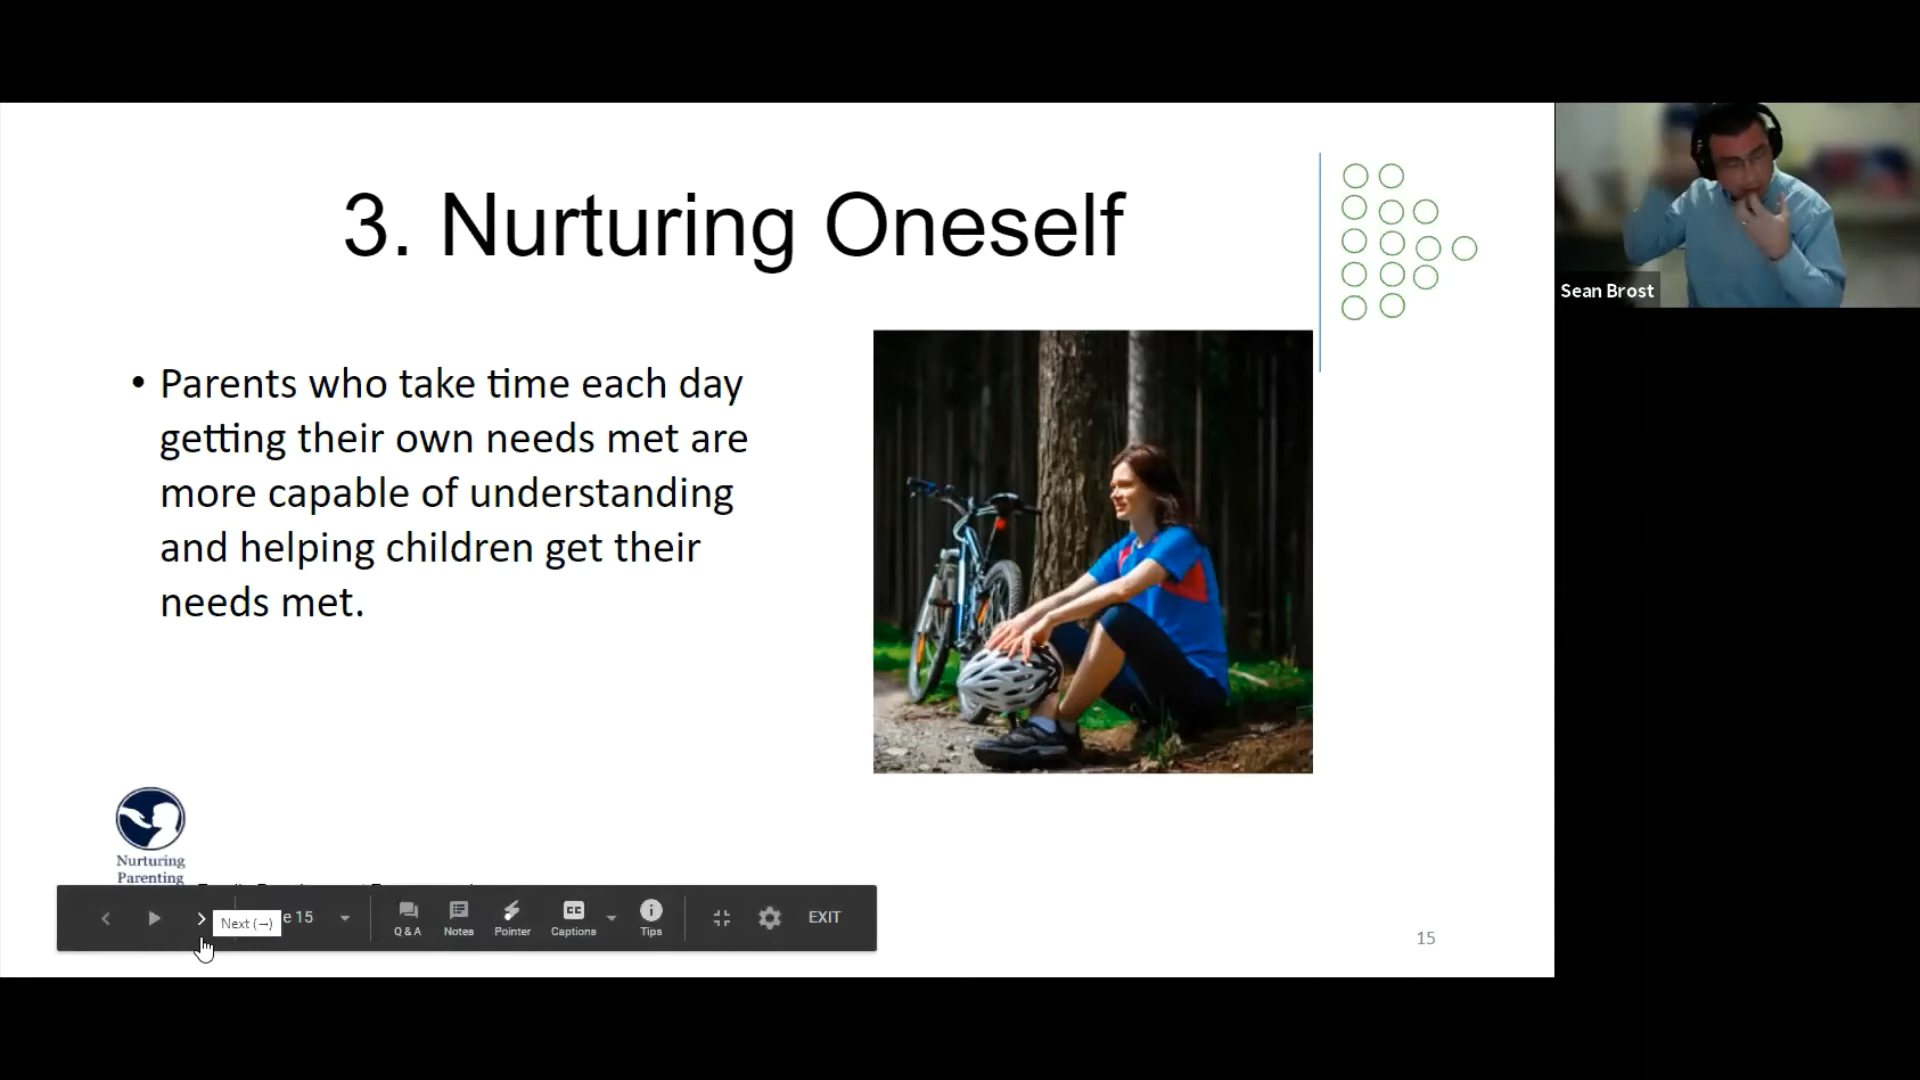 3. Nurturing Oneself
• Parents who take time each day
getting their own needs met are
more capable of understanding
and helping children get their
needs met.
Sean Brost
Nurturing
Parenting
Next (→)
e 15
Q & A
Notes
Pointer
CC
Captions
Tips
EXIT
15